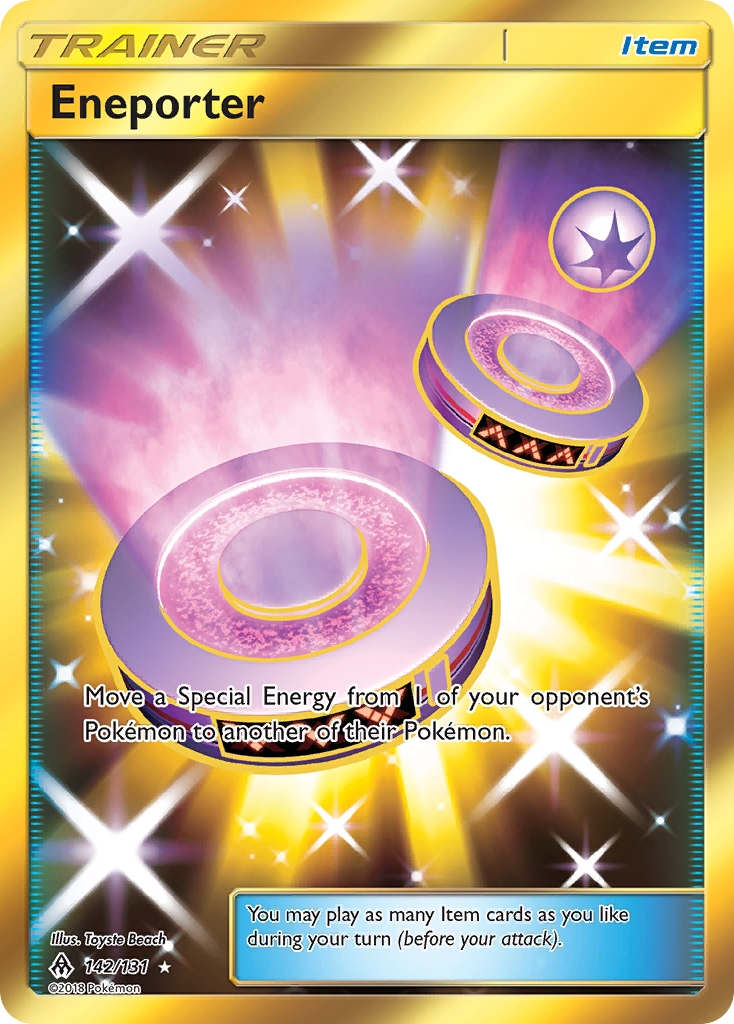 TRAINER
Item
Eneporter
Move a Special Energy from 1 of your opponent's
Pokémon to another of their Pokémon.
You may play as many Item cards as you like
during your turn (before your attack).
Illus. Toyste Beach
142/131
©2018 Pokémon